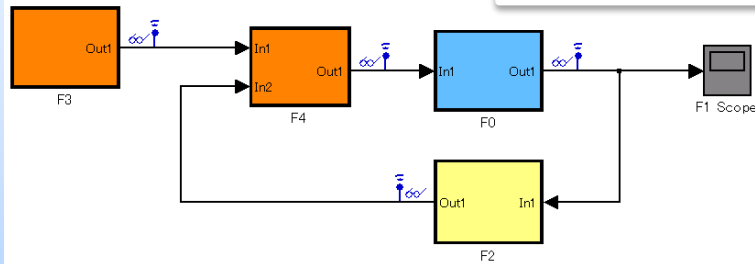 Out1
F3
In1
In2
Out1
F4
In1
Out1
F0
F1 Scope
Out1
In1
F2